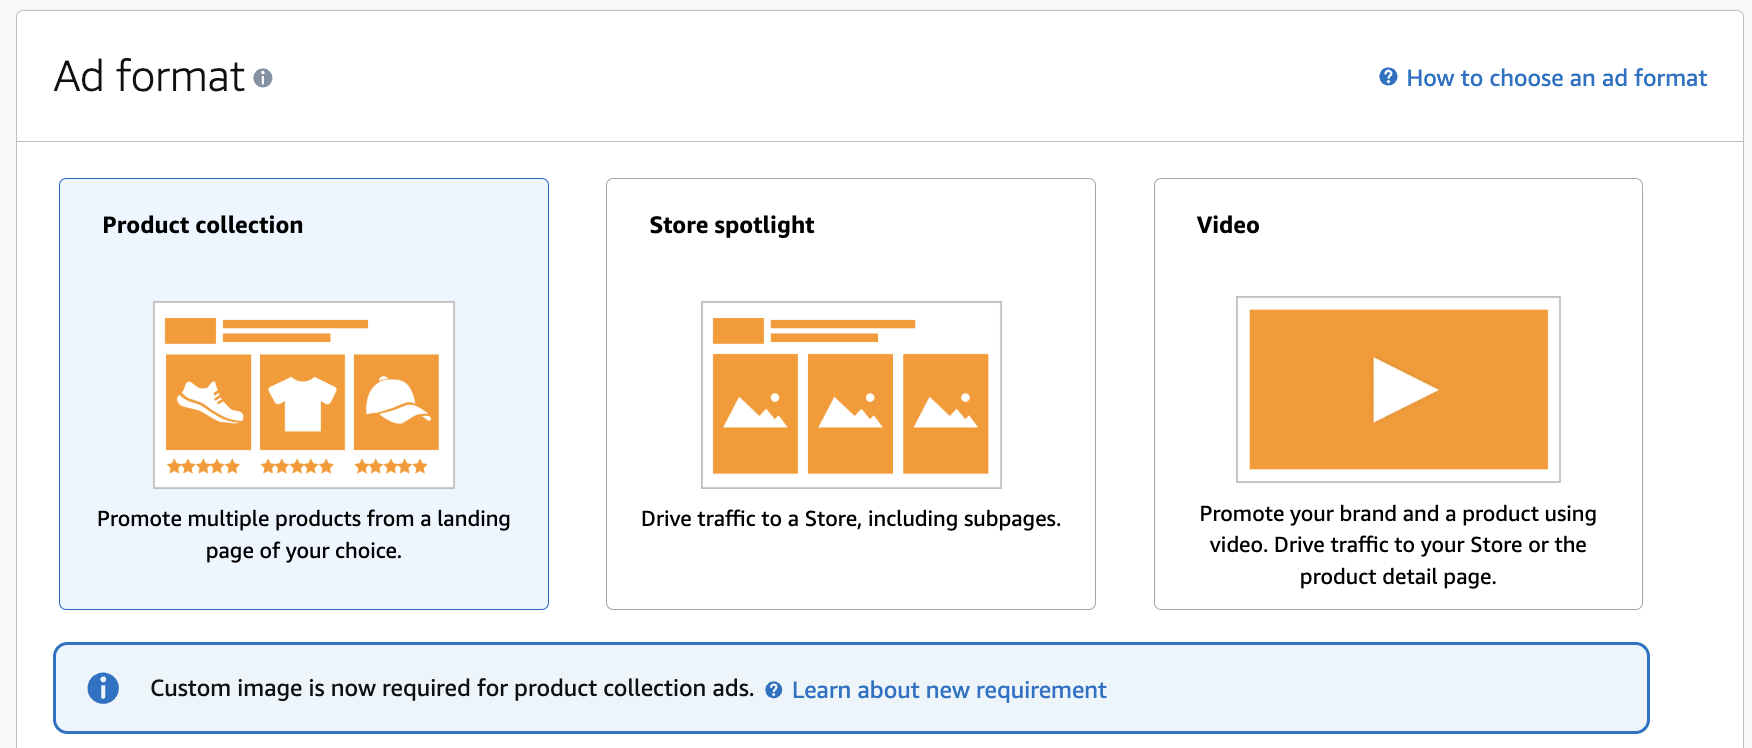 Ad format
How to choose an ad format
Product collection
Promote multiple products from a landing
page of your choice.
Store spotlight
Drive traffic to a Store, including subpages.
Video
Promote your brand and a product using
video. Drive traffic to your Store or the
product detail page.
Custom image is now required for product collection ads. Learn about new requirement